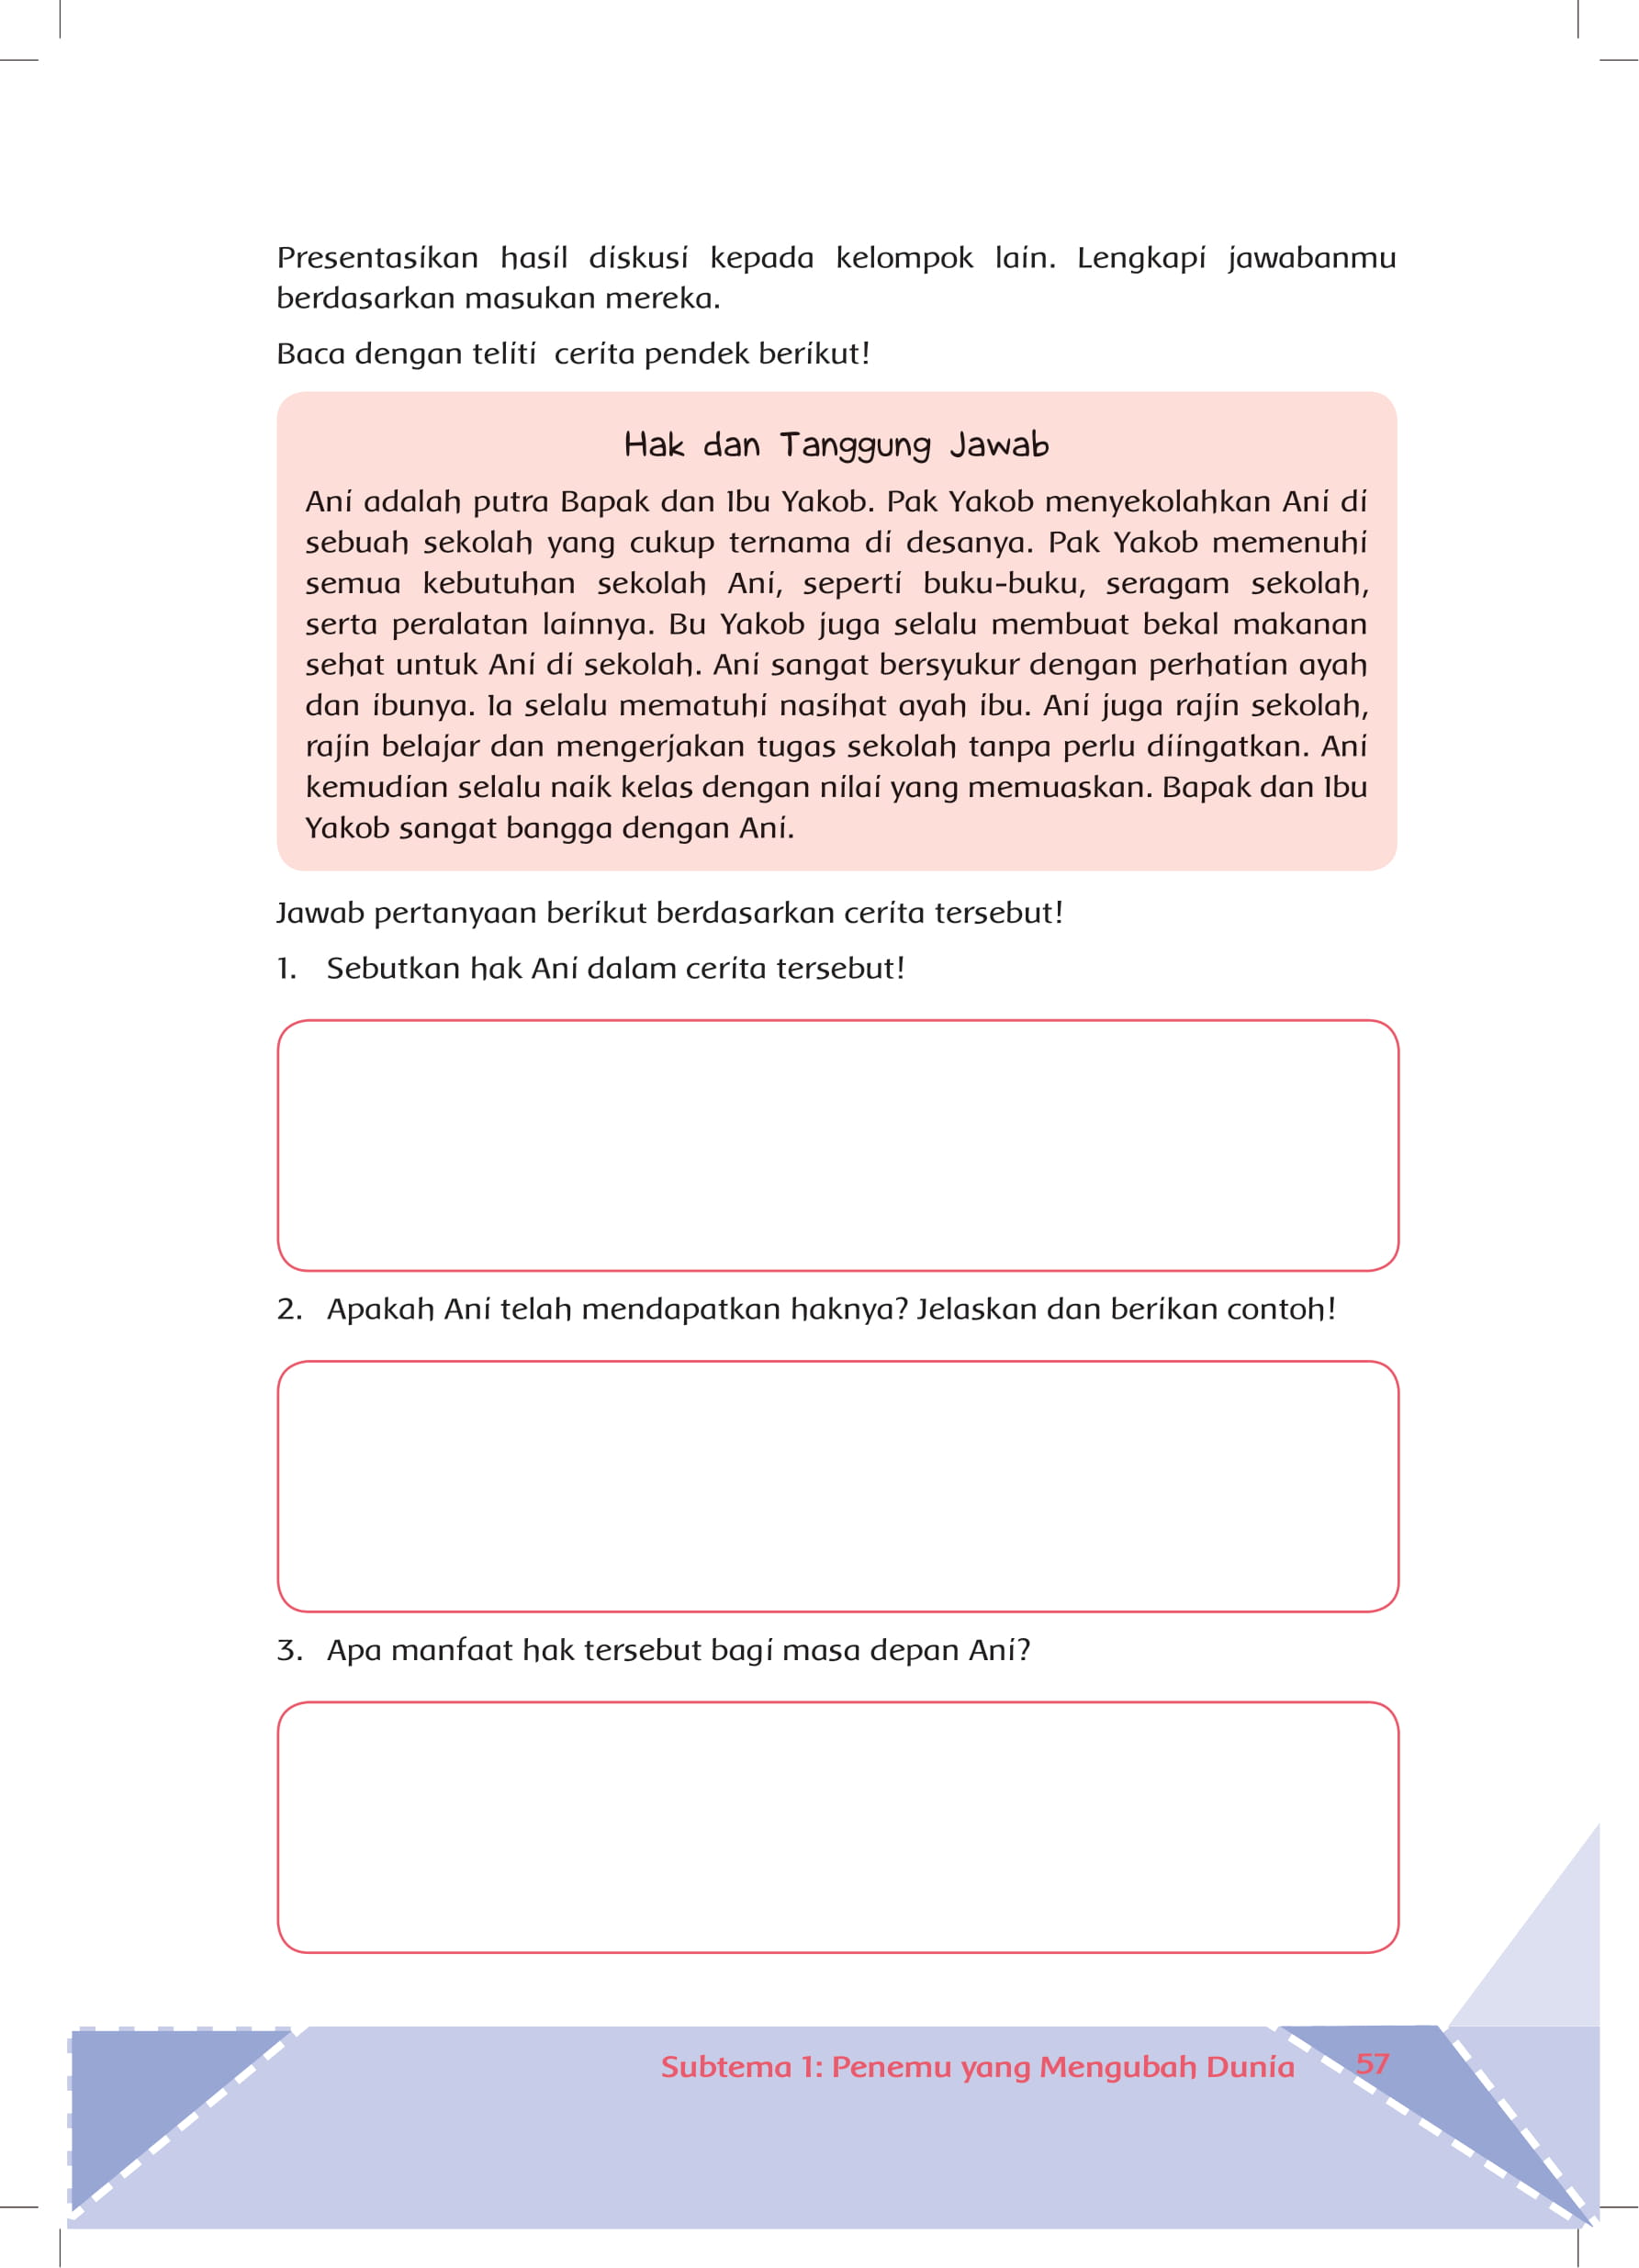 Presentasikan hasil diskusi kepada kelompok lain. Lengkapi jawabanmu
berdasarkan masukan mereka.
Baca dengan teliti cerita pendek berikut!
Hak dan Tanggung Jawab
Ani adalah putra Bapak dan Ibu Yakob. Pak Yakob menyekolahkan Ani di
sebuah sekolah yang cukup ternama di desanya. Pak Yakob memenuhi
semua kebutuhan sekolah Ani, seperti buku-buku, seragam sekolah,
serta peralatan lainnya. Bu Yakob juga selalu membuat bekal makanan
sehat untuk Ani di sekolah. Ani sangat bersyukur dengan perhatian ayah
dan ibunya. Ia selalu mematuhi nasihat ayah ibu. Ani juga rajin sekolah,
rajin belajar dan mengerjakan tugas sekolah tanpa perlu diingatkan. Ani
kemudian selalu naik kelas dengan nilai yang memuaskan. Bapak dan Ibu
Yakob sangat bangga dengan Ani.
Jawab pertanyaan berikut berdasarkan cerita tersebut!
1. Sebutkan hak Ani dalam cerita tersebut!
2. Apakah Ani telah mendapatkan haknya? Jelaskan dan berikan contoh!
3. Apa manfaat hak tersebut bagi masa depan Ani?
Subtema 1: Penemu yang Mengubah Dunia 57